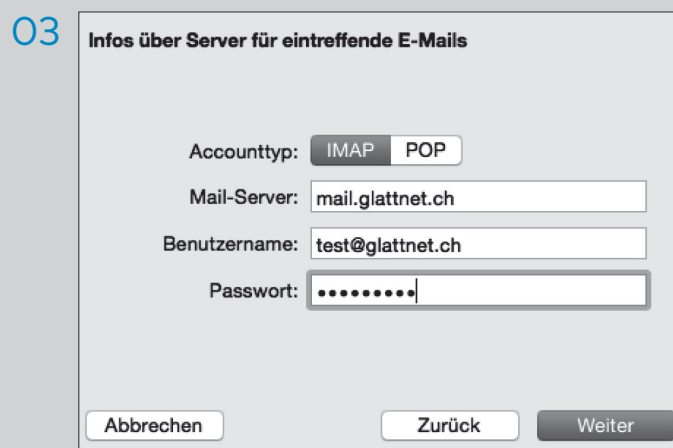 03
Infos über Server für eintreffende E-Mails
Accounttyp: IMAP POP
Mail-Server: mail.glattnet.ch
Benutzername: test@glattnet.ch
Passwort: •••••••••
Abbrechen Zurück Weiter